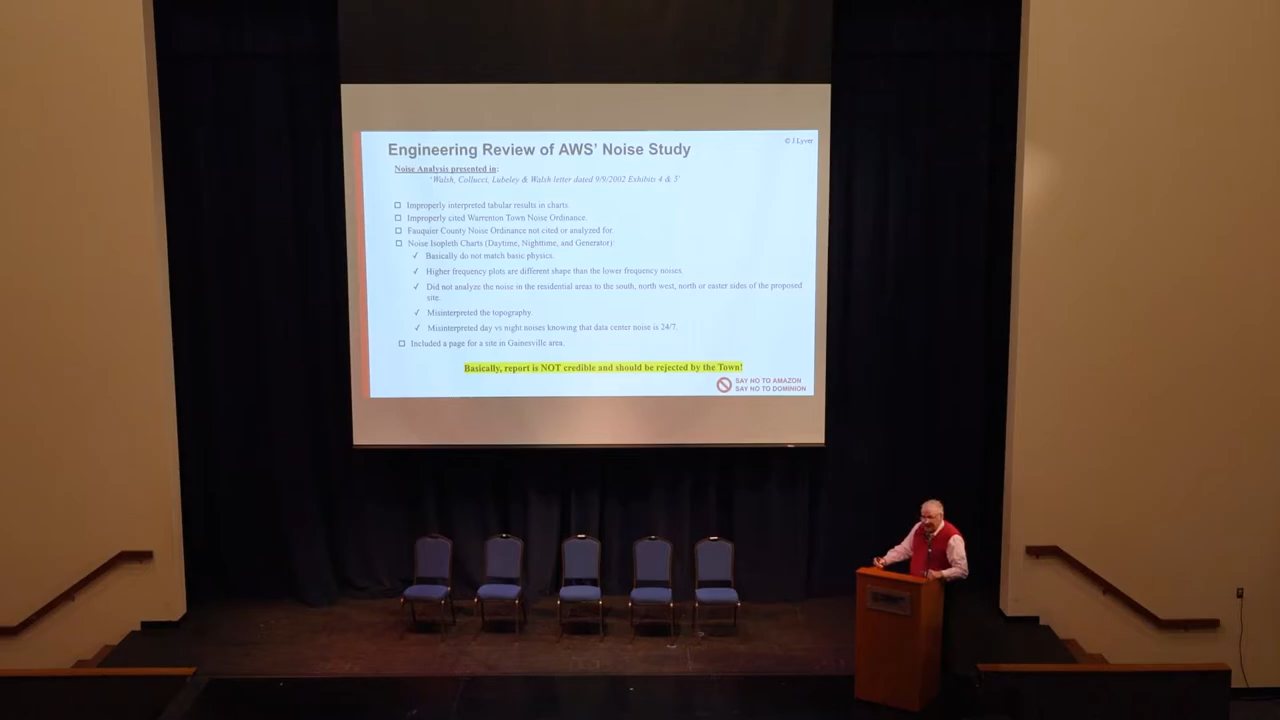 Engineering Review of AWS' Noise Study
© J Lyver
Noise Analysis presented in:
'Walsh, Collucci, Lubeley & Walsh letter dated 9/9/2002 Exhibits 4 & 5'
Improperly interpreted tabular results in charts.
Improperly cited Warrenton Town Noise Ordinance.
Fauquier County Noise Ordinance not cited or analyzed for.
Noise Isopleth Charts (Daytime, Nighttime, and Generator):
✓ Basically do not match basic physics.
✓ Higher frequency plots are different shape than the lower frequency noises.
✓ Did not analyze the noise in the residential areas to the south, north west, north or easter sides of the proposed
site.
✓ Misinterpreted the topography.
✓ Misinterpreted day vs night noises knowing that data center noise is 24/7.
Included a page for a site in Gainesville area.
Basically, report is NOT credible and should be rejected by the Town!
SAY NO TO AMAZON
SAY NO TO DOMINION